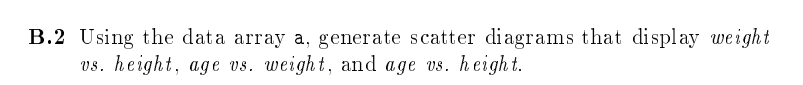 B.2 Using the data array a, generate scatter diagrams that display weight
vs. height, age vs. weight, and age vs. height.